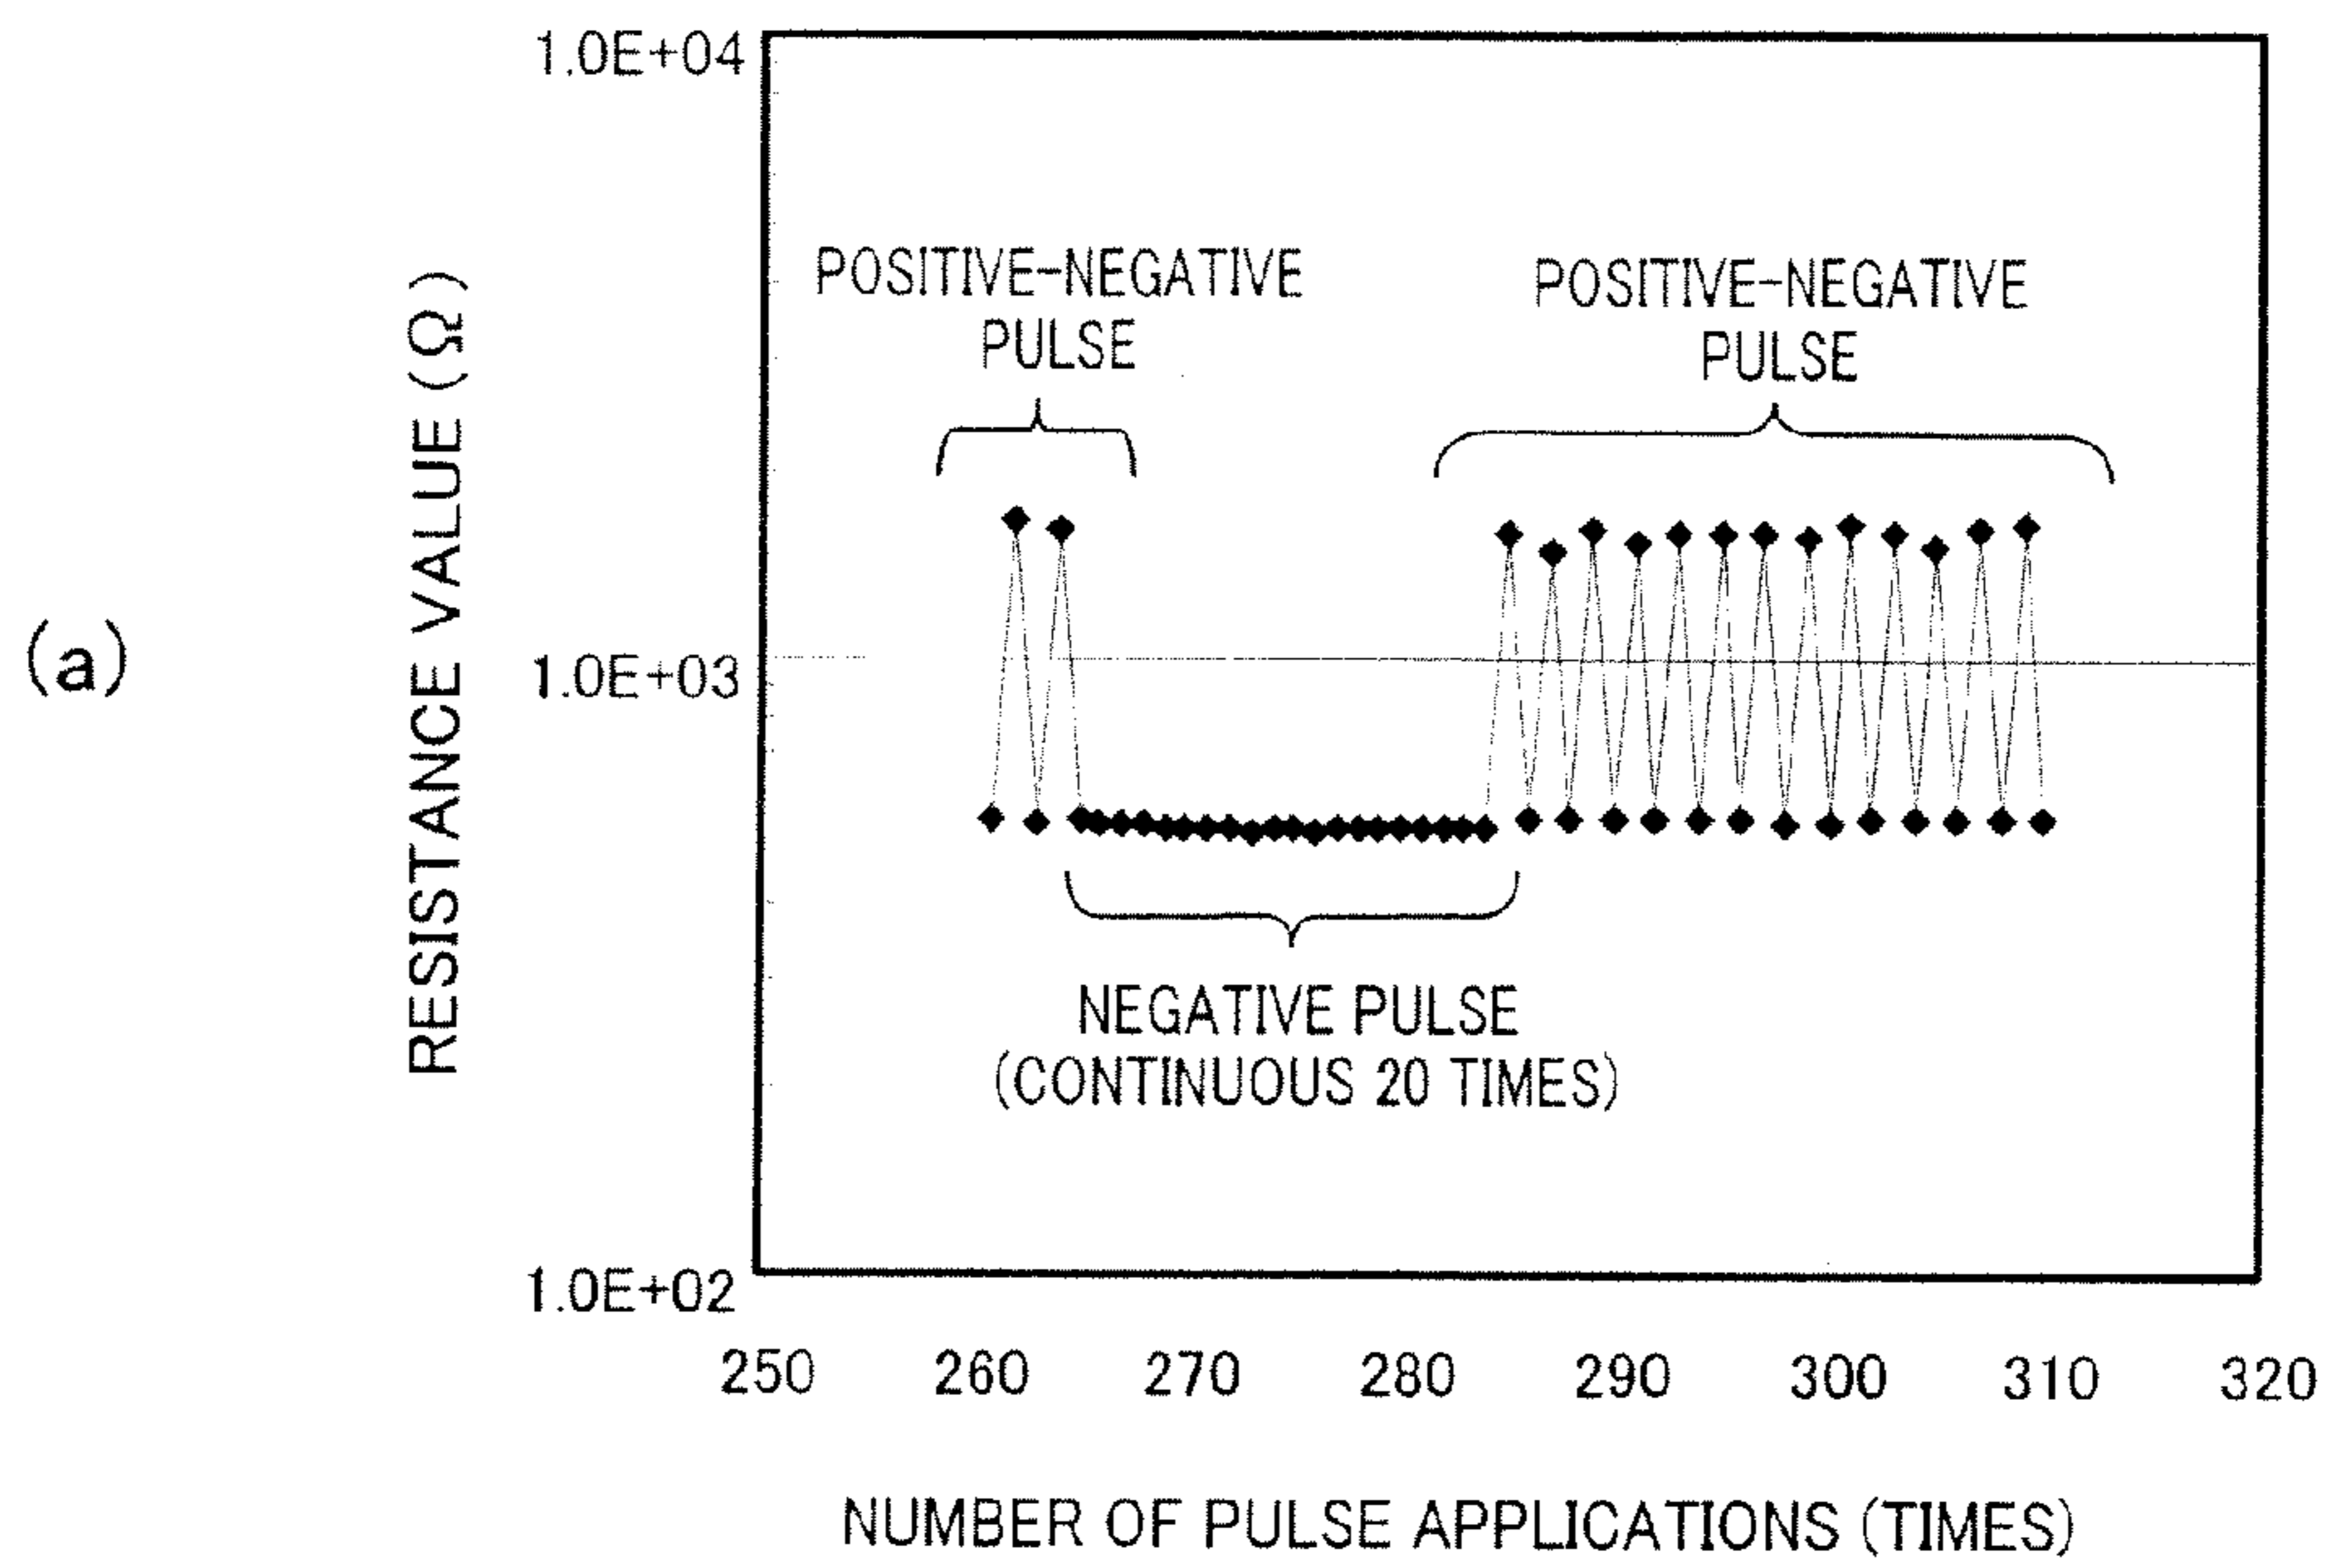 (a)
RESISTANCE VALUE (Ω)
1.0E+04
1.0E+03
1.0E+02
POSITIVE-NEGATIVE
PULSE
POSITIVE-NEGATIVE
PULSE
NEGATIVE PULSE
(CONTINUOUS 20 TIMES)
250 260 270 280 290 300 310 320
NUMBER OF PULSE APPLICATIONS (TIMES)